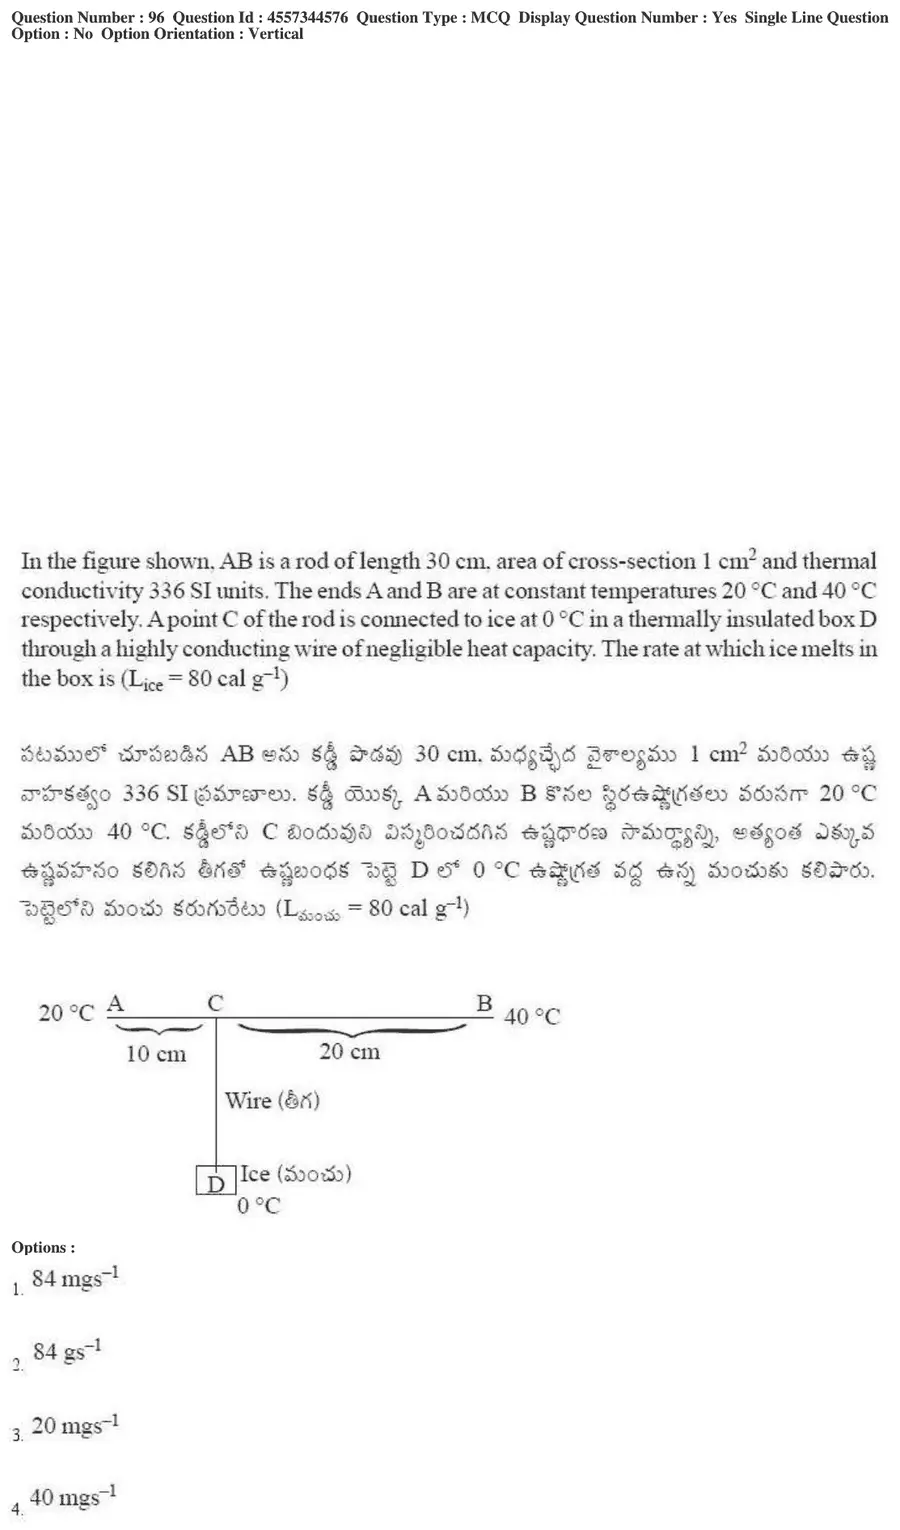 Question Number : 96 Question Id : 4557344576 Question Type : MCQ Display Question Number : Yes Single Line Question
Option : No Option Orientation : Vertical
In the figure shown, AB is a rod of length 30 cm, area of cross-section 1 cm² and thermal
conductivity 336 SI units. The ends A and B are at constant temperatures 20 °C and 40 °C
respectively. A point C of the rod is connected to ice at 0 °C in a thermally insulated box D
through a highly conducting wire of negligible heat capacity. The rate at which ice melts in
the box is (L_ice = 80 cal g⁻¹)
పటములో చూపబడిన AB అను కడ్డీ పొడవు 30 cm, మధ్యచ్ఛేద వైశాల్యము 1 cm² మరియు ఉష్ణ
వాహకత్వం 336 SI ప్రమాణాలు. కడ్డీ యొక్క A మరియు B కొనల స్థిరఉష్ణోగ్రతలు వరుసగా 20 °C
మరియు 40 °C. కడ్డీలోని C బిందువుని విస్మరించదగిన ఉష్ణధారణ సామర్థ్యాన్ని, అత్యంత ఎక్కువ
ఉష్ణవహనం కలిగిన తీగతో ఉష్ణబంధక పెట్టె D లో 0 °C ఉష్ణోగ్రత వద్ద ఉన్న మంచుకు కలిపారు.
పెట్టెలోని మంచు కరుగురేటు (L_మంచు = 80 cal g⁻¹)
20 °C A C B 40 °C
10 cm 20 cm
Wire (తీగ)
D Ice (మంచు)
0 °C
Options :
1. 84 mgs⁻¹
2. 84 gs⁻¹
3. 20 mgs⁻¹
4. 40 mgs⁻¹